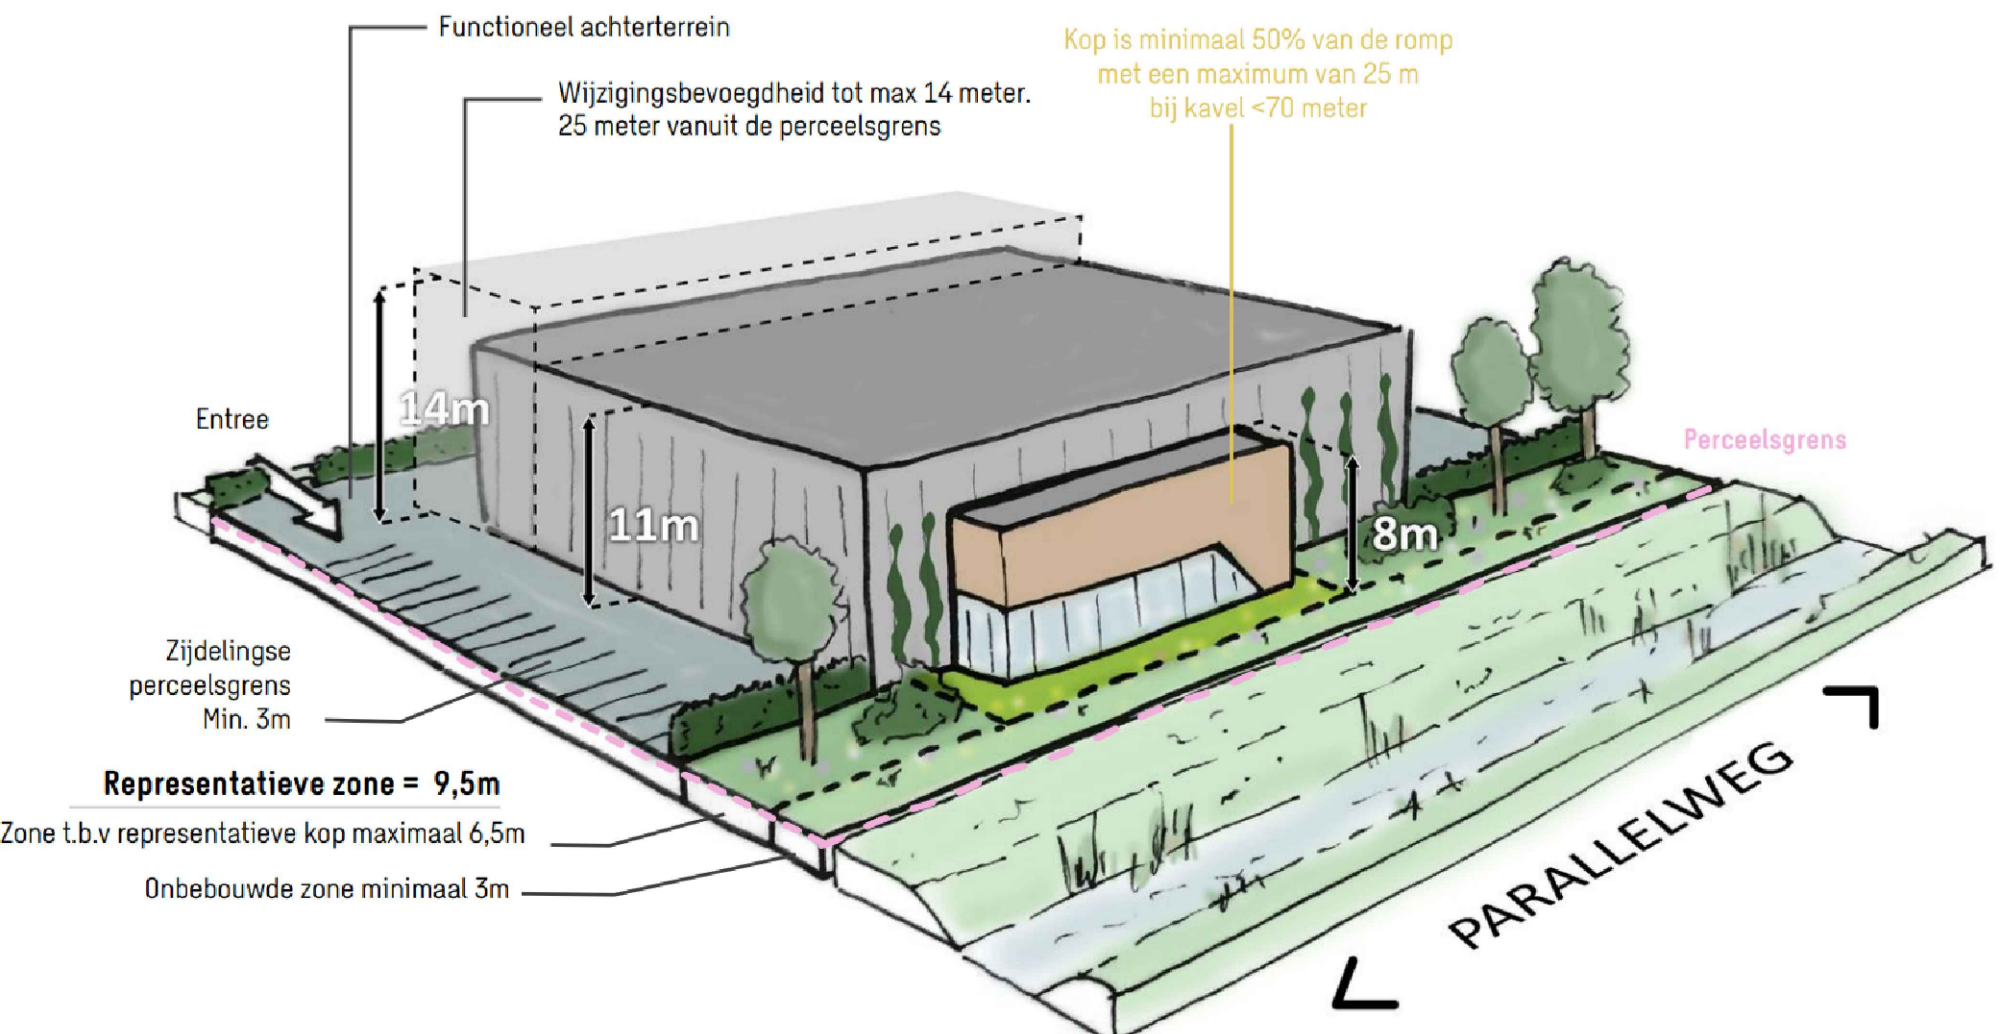 Functioneel achterterrein
Wijzigingsbevoegdheid tot max 14 meter.
25 meter vanuit de perceelsgrens
Kop is minimaal 50% van de romp
met een maximum van 25 m
bij kavel <70 meter
14m
Entree
11m
8m
Perceelsgrens
Zijdelingse
perceelsgrens
Min. 3m
Representatieve zone = 9,5m
Zone t.b.v representatieve kop maximaal 6,5m
Onbebouwde zone minimaal 3m
PARALLELWEG